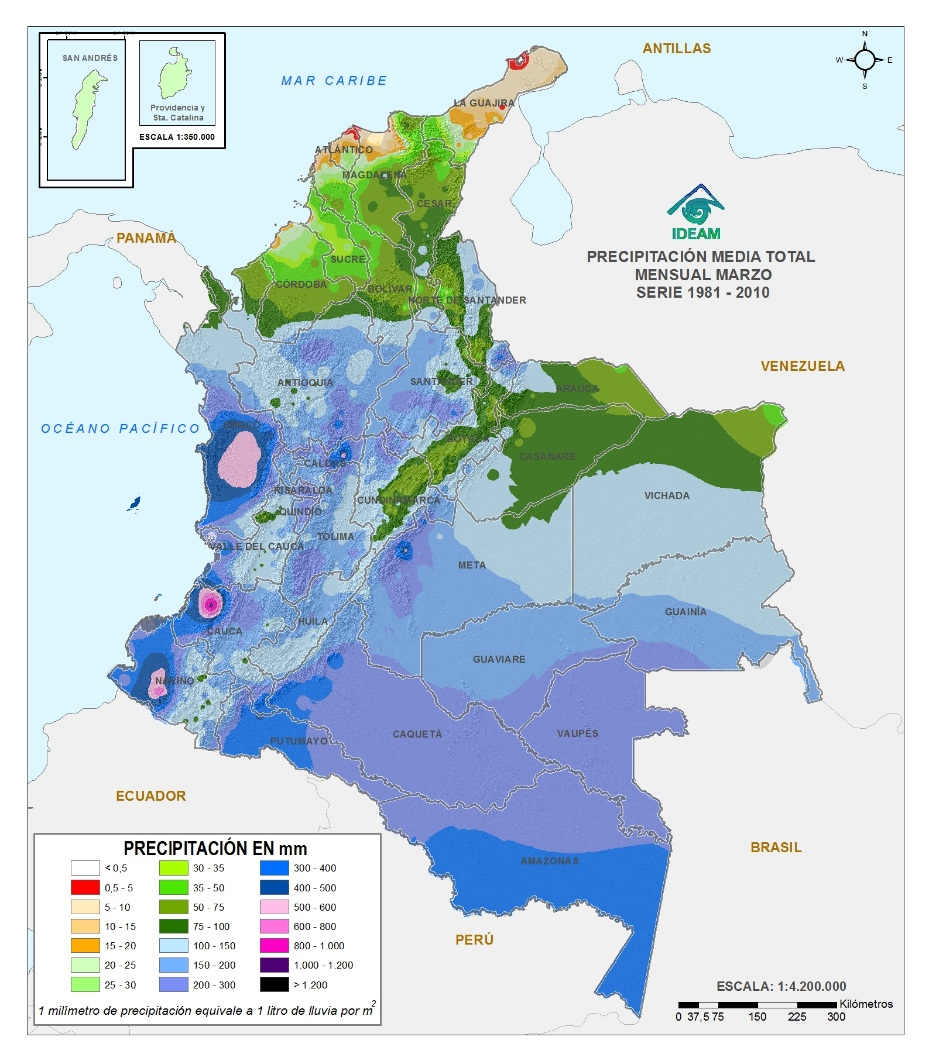 SAN ANDRÉS
Providencia y
Sta. Catalina
ESCALA 1:350.000
ANTILLAS
N
W
E
S
MAR CARIBE
LA GUAJIRA
ATLÁNTICO
MAGDALENA
CESAR
IDEAM
PRECIPITACIÓN MEDIA TOTAL
MENSUAL MARZO
SERIE 1981 - 2010
PANAMÁ
SUCRE
CÓRDOBA
BOLÍVAR
NORTE DE SANTANDER
VENEZUELA
ANTIOQUIA
SANTANDER
ARAUCA
OCÉANO PACÍFICO
CASANARE
CALDAS
RISARALDA
CUNDINAMARCA
VICHADA
QUINDÍO
TOLIMA
VALLE DEL CAUCA
META
GUAINÍA
HUILA
CAUCA
GUAVIARE
NARIÑO
CAQUETÁ
VAUPÉS
PUTUMAYO
ECUADOR
BRASIL
AMAZONAS
PERÚ
PRECIPITACIÓN EN mm
< 0,5
0,5 - 5
5 - 10
10 - 15
15 - 20
20 - 25
25 - 30
30 - 35
35 - 50
50 - 75
75 - 100
100 - 150
150 - 200
200 - 300
300 - 400
400 - 500
500 - 600
600 - 800
800 - 1.000
1.000 - 1.200
> 1.200
1 milímetro de precipitación equivale a 1 litro de lluvia por m²
ESCALA: 1:4.200.000
Kilómetros
0 37,5 75 150 225 300